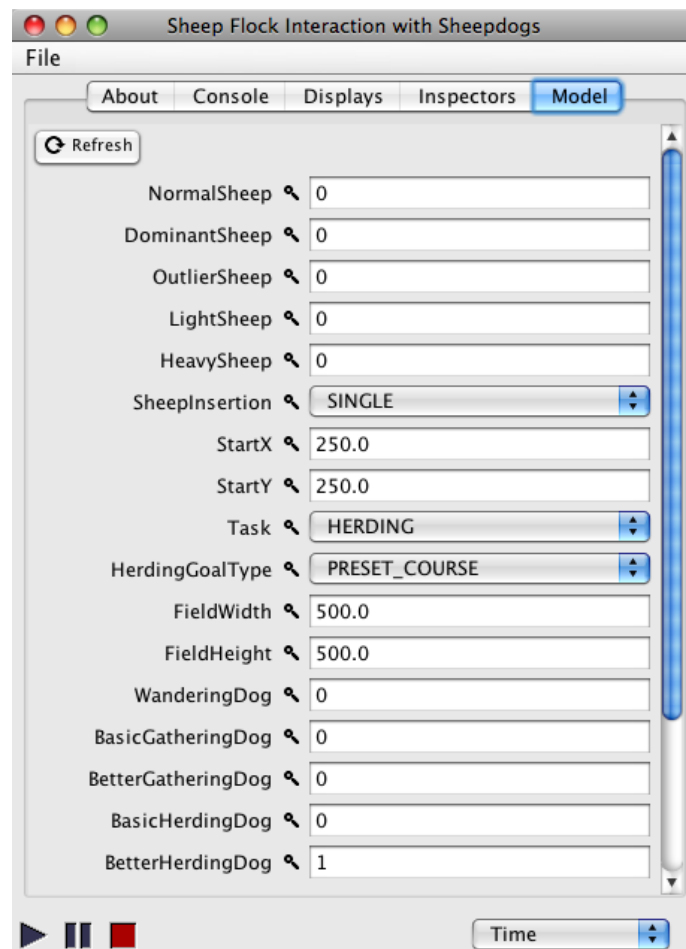 Sheep Flock Interaction with Sheepdogs
File
About Console Displays Inspectors Model
Refresh
NormalSheep 0
DominantSheep 0
OutlierSheep 0
LightSheep 0
HeavySheep 0
SheepInsertion SINGLE
StartX 250.0
StartY 250.0
Task HERDING
HerdingGoalType PRESET_COURSE
FieldWidth 500.0
FieldHeight 500.0
WanderingDog 0
BasicGatheringDog 0
BetterGatheringDog 0
BasicHerdingDog 0
BetterHerdingDog 1
Time